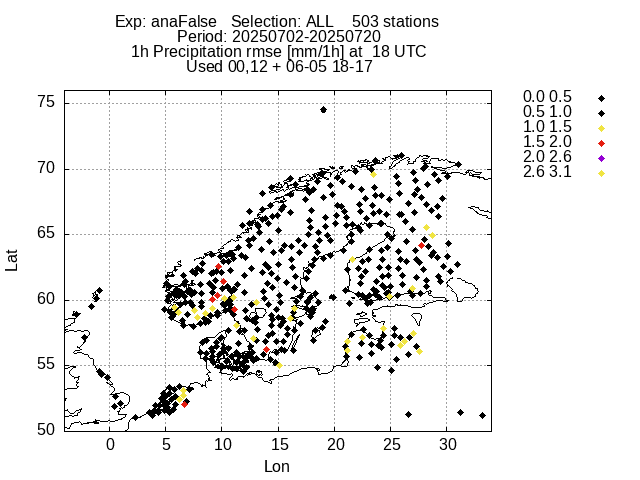 Exp: anaFalse   Selection: ALL    503 stations
Period: 20250702-20250720
1h Precipitation rmse [mm/1h] at  18 UTC
Used 00,12 + 06-05 18-17
0.0 0.5
0.5 1.0
1.0 1.5
1.5 2.0
2.0 2.6
2.6 3.1
75
70
65
60
55
50
Lat
0 5 10 15 20 25 30
Lon